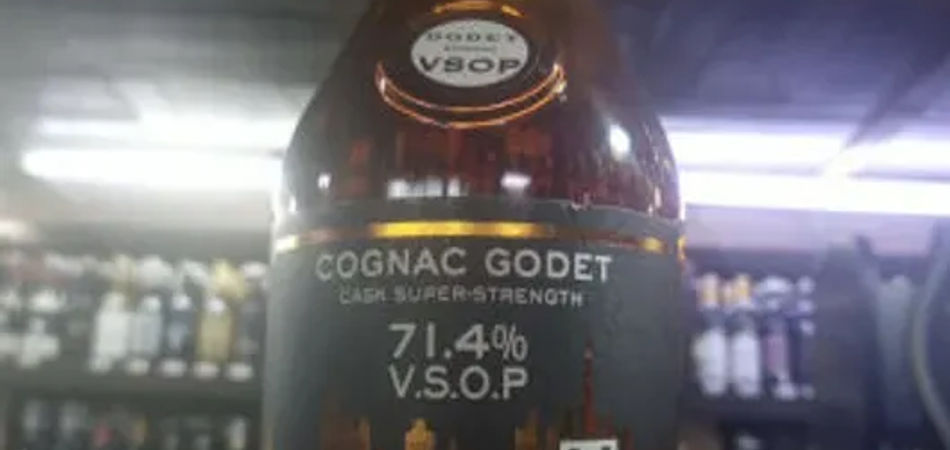 GODET
VSOP
COGNAC GODET
CASK SUPER-STRENGTH
71.4%
V.S.O.P